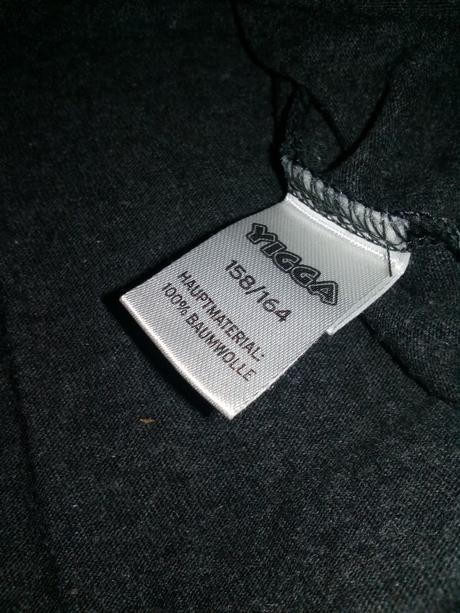 YIGGA
158/164
HAUPTMATERIAL:
100% BAUMWOLLE